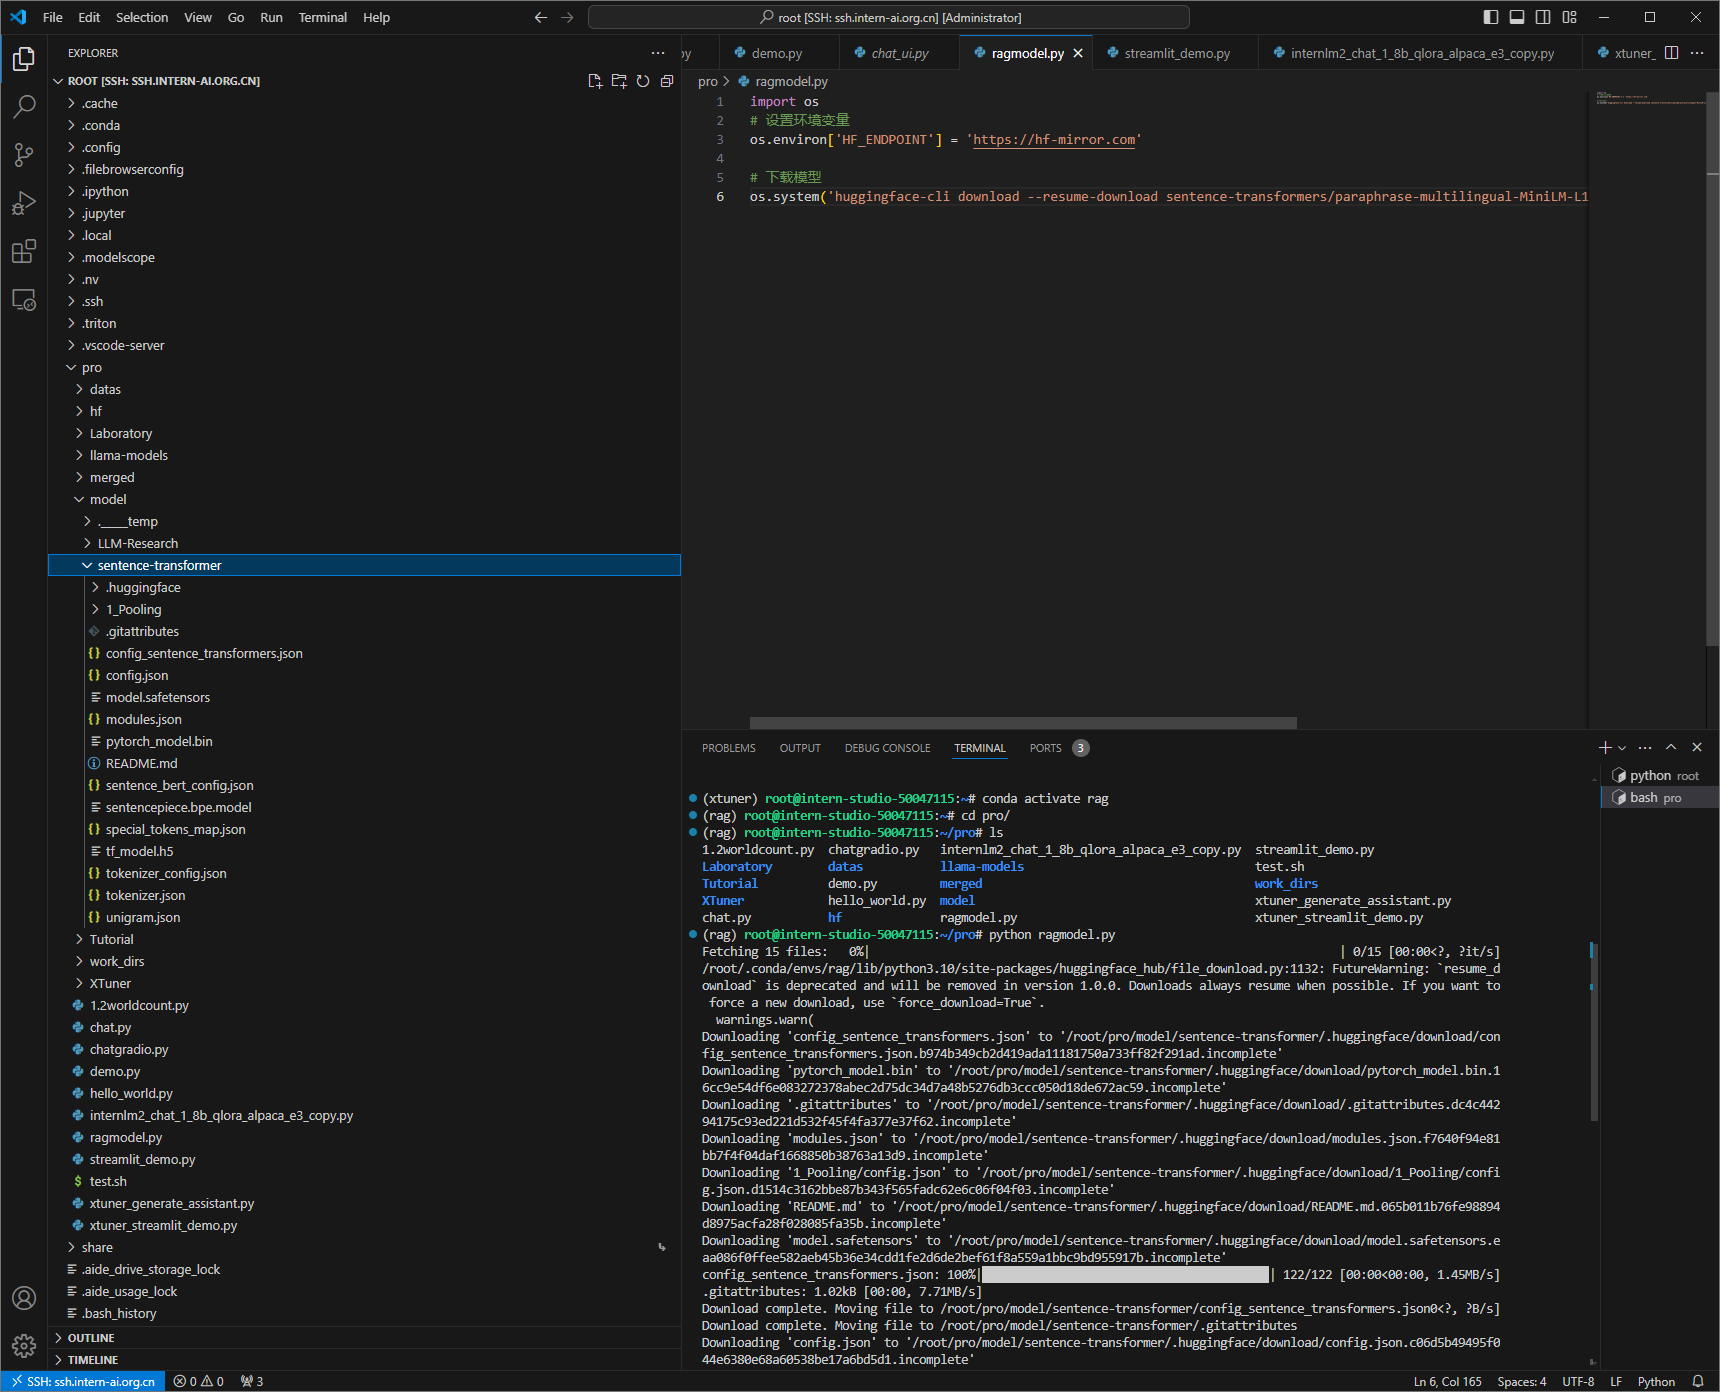 File Edit Selection View Go Run Terminal Help
root [SSH: ssh.intern-ai.org.cn] [Administrator]
EXPLORER
ROOT [SSH: SSH.INTERN-AI.ORG.CN]
.cache
.conda
.config
.filebrowserconfig
.ipython
.jupyter
.local
.modelscope
.nv
.ssh
.triton
.vscode-server
pro
datas
hf
Laboratory
llama-models
merged
model
.____temp
LLM-Research
sentence-transformer
.huggingface
1_Pooling
.gitattributes
config_sentence_transformers.json
config.json
model.safetensors
modules.json
pytorch_model.bin
README.md
sentence_bert_config.json
sentencepiece.bpe.model
special_tokens_map.json
tf_model.h5
tokenizer_config.json
tokenizer.json
unigram.json
Tutorial
work_dirs
XTuner
1.2worldcount.py
chat.py
chatgradio.py
demo.py
hello_world.py
internlm2_chat_1_8b_qlora_alpaca_e3_copy.py
ragmodel.py
streamlit_demo.py
test.sh
xtuner_generate_assistant.py
xtuner_streamlit_demo.py
share
.aide_drive_storage_lock
.aide_usage_lock
.bash_history
OUTLINE
TIMELINE
py demo.py chat_ui.py ragmodel.py streamlit_demo.py internlm2_chat_1_8b_qlora_alpaca_e3_copy.py xtuner_
pro > ragmodel.py
1 import os
2 # 设置环境变量
3 os.environ['HF_ENDPOINT'] = 'https://hf-mirror.com'
4
5 # 下载模型
6 os.system('huggingface-cli download --resume-download sentence-transformers/paraphrase-multilingual-MiniLM-L1
PROBLEMS OUTPUT DEBUG CONSOLE TERMINAL PORTS 3
python root
bash pro
(xtuner) root@intern-studio-50047115:~# conda activate rag
(rag) root@intern-studio-50047115:~# cd pro/
(rag) root@intern-studio-50047115:~/pro# ls
1.2worldcount.py chatgradio.py internlm2_chat_1_8b_qlora_alpaca_e3_copy.py streamlit_demo.py
Laboratory datas llama-models test.sh
Tutorial demo.py merged work_dirs
XTuner hello_world.py model xtuner_generate_assistant.py
chat.py hf ragmodel.py xtuner_streamlit_demo.py
(rag) root@intern-studio-50047115:~/pro# python ragmodel.py
Fetching 15 files: 0%| | 0/15 [00:00<?, ?it/s]
/root/.conda/envs/rag/lib/python3.10/site-packages/huggingface_hub/file_download.py:1132: FutureWarning: `resume_d
ownload` is deprecated and will be removed in version 1.0.0. Downloads always resume when possible. If you want to
force a new download, use `force_download=True`.
warnings.warn(
Downloading 'config_sentence_transformers.json' to '/root/pro/model/sentence-transformer/.huggingface/download/con
fig_sentence_transformers.json.b974b349cb2d419ada11181750a733ff82f291ad.incomplete'
Downloading 'pytorch_model.bin' to '/root/pro/model/sentence-transformer/.huggingface/download/pytorch_model.bin.1
6cc9e54df6e083272378abec2d75dc34d7a48b5276db3ccc050d18de672ac59.incomplete'
Downloading '.gitattributes' to '/root/pro/model/sentence-transformer/.huggingface/download/.gitattributes.dc4c442
94175c93ed221d532f45f4fa377e37f62.incomplete'
Downloading 'modules.json' to '/root/pro/model/sentence-transformer/.huggingface/download/modules.json.f7640f94e81
bb7f4f04daf1668850b38763a13d9.incomplete'
Downloading '1_Pooling/config.json' to '/root/pro/model/sentence-transformer/.huggingface/download/1_Pooling/confi
g.json.d1514c3162bbe87b343f565fadc62e6c06f04f03.incomplete'
Downloading 'README.md' to '/root/pro/model/sentence-transformer/.huggingface/download/README.md.065b011b76fe98894
d8975acfa28f028085fa35b.incomplete'
Downloading 'model.safetensors' to '/root/pro/model/sentence-transformer/.huggingface/download/model.safetensors.e
aa086f0ffee582aeb45b36e34cdd1fe2d6de2bef61f8a559a1bbc9bd955917b.incomplete'
config_sentence_transformers.json: 100%| | 122/122 [00:00<00:00, 1.45MB/s]
.gitattributes: 1.02kB [00:00, 7.71MB/s]
Download complete. Moving file to /root/pro/model/sentence-transformer/config_sentence_transformers.json0<?, ?B/s]
Download complete. Moving file to /root/pro/model/sentence-transformer/.gitattributes
Downloading 'config.json' to '/root/pro/model/sentence-transformer/.huggingface/download/config.json.c06d5b49495f0
44e6380e68a60538be17a6bd5d1.incomplete'
SSH: ssh.intern-ai.org.cn 0 0 3 Ln 6, Col 165 Spaces: 4 UTF-8 LF Python